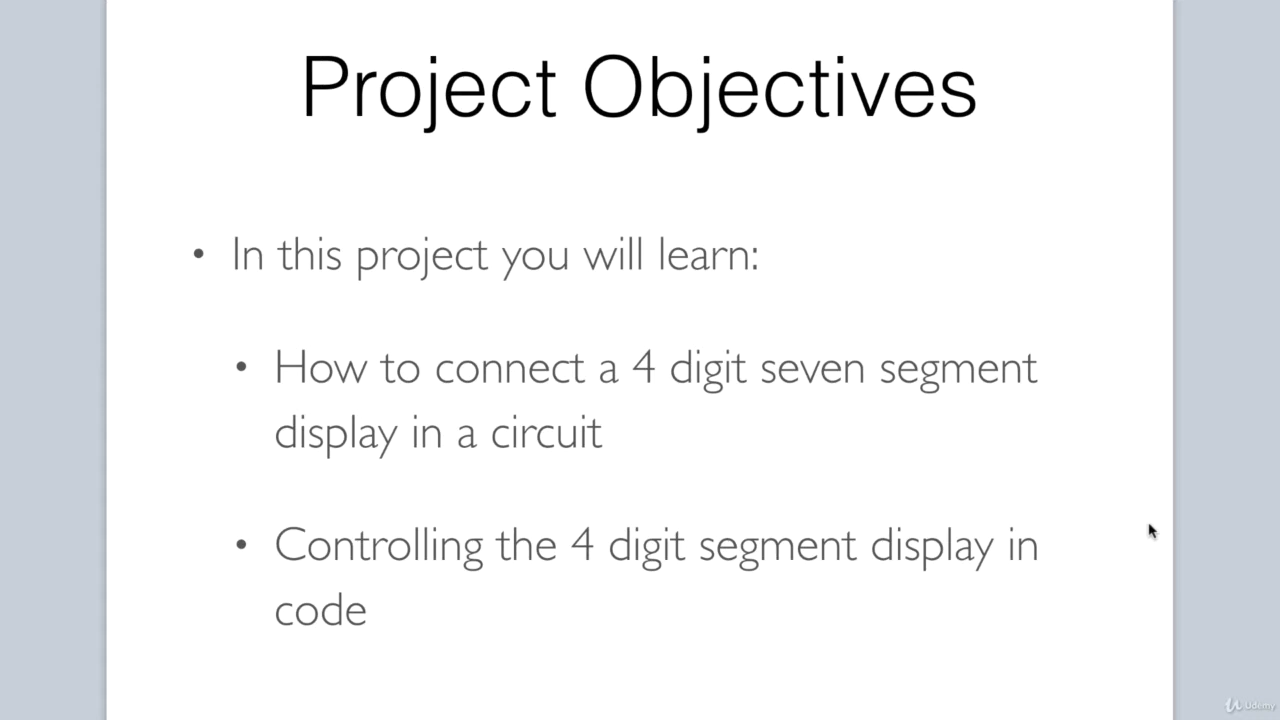 Project Objectives
• In this project you will learn:
• How to connect a 4 digit seven segment
display in a circuit
• Controlling the 4 digit segment display in
code
Udemy